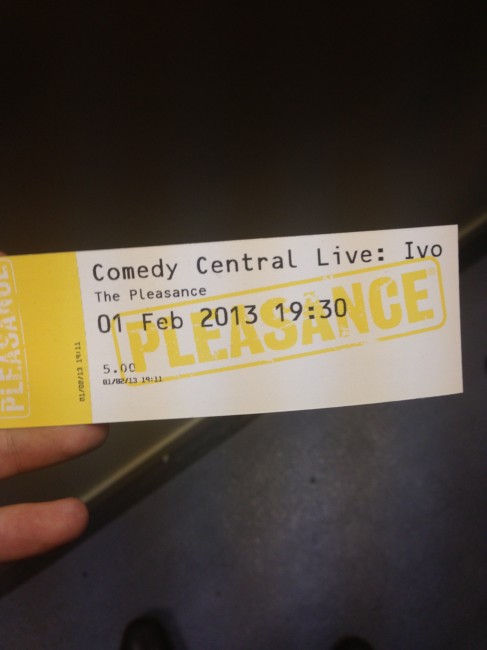 Comedy Central Live: Ivo
The Pleasance
01 Feb 2013 19:30
PLEASANCE
5.00
01/02/13 19:11
01/02/13 19:11
PLEASANCE